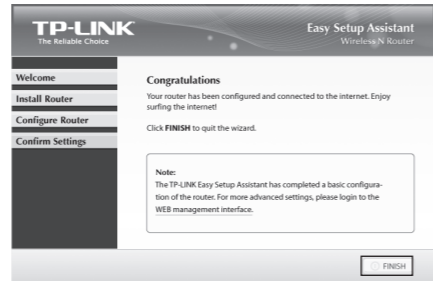 TP-LINK
The Reliable Choice
Easy Setup Assistant
Wireless N Router
Welcome
Install Router
Configure Router
Confirm Settings
Congratulations
Your router has been configured and connected to the internet. Enjoy
surfing the internet!
Click FINISH to quit the wizard.
Note:
The TP-LINK Easy Setup Assistant has completed a basic configura-
tion of the router. For more advanced settings, please login to the
WEB management interface.
FINISH